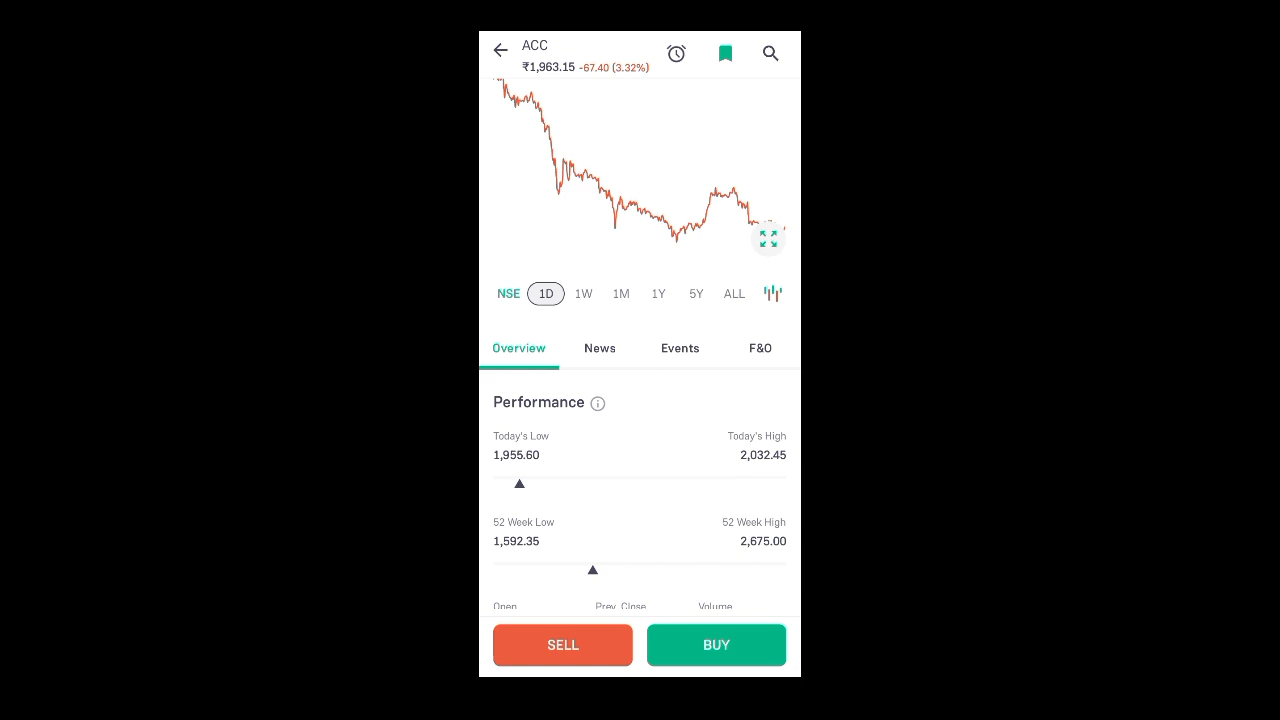 ACC
₹1,963.15 -67.40 (3.32%)
NSE 1D 1W 1M 1Y 5Y ALL
Overview News Events F&O
Performance
Today's Low Today's High
1,955.60 2,032.45
52 Week Low 52 Week High
1,592.35 2,675.00
Open Prev. Close Volume
SELL BUY